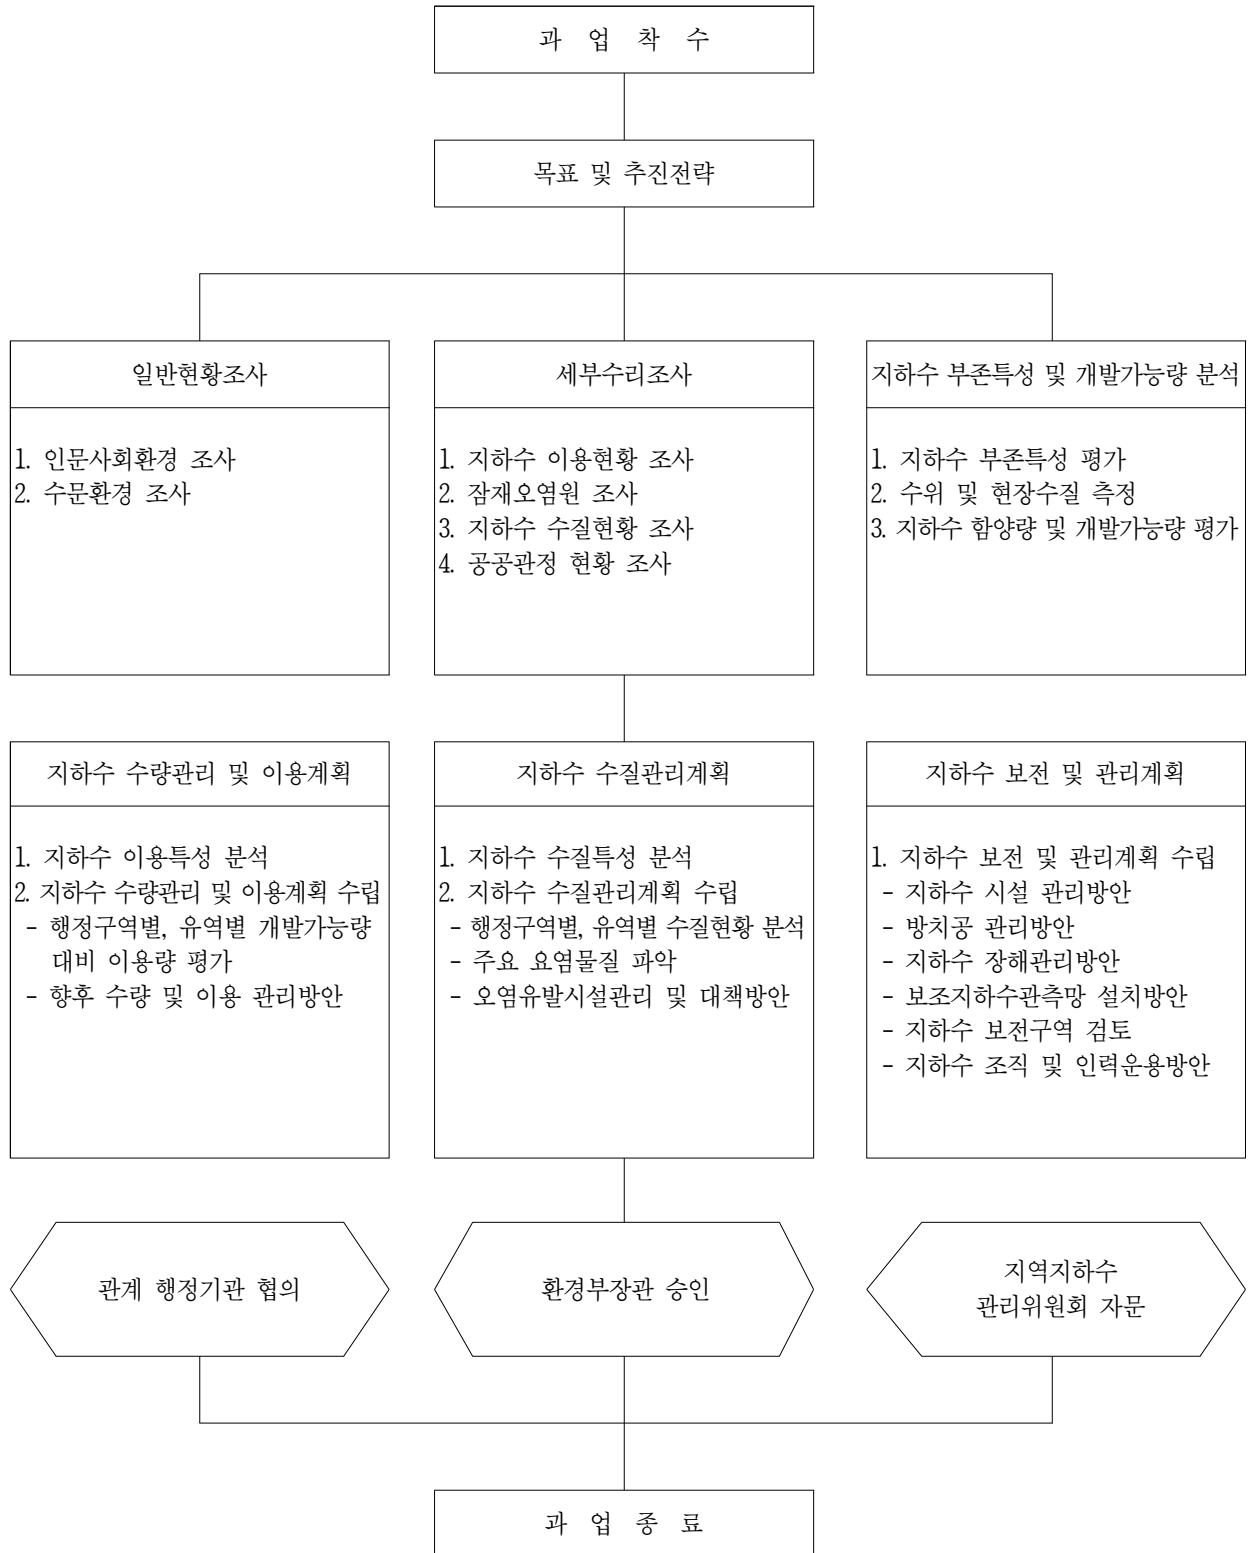 과 업 착 수
목표 및 추진전략
일반현황조사
1. 인문사회환경 조사
2. 수문환경 조사
세부수리조사
1. 지하수 이용현황 조사
2. 잠재오염원 조사
3. 지하수 수질현황 조사
4. 공공관정 현황 조사
지하수 부존특성 및 개발가능량 분석
1. 지하수 부존특성 평가
2. 수위 및 현장수질 측정
3. 지하수 함양량 및 개발가능량 평가
지하수 수량관리 및 이용계획
1. 지하수 이용특성 분석
2. 지하수 수량관리 및 이용계획 수립
- 행정구역별, 유역별 개발가능량
대비 이용량 평가
- 향후 수량 및 이용 관리방안
지하수 수질관리계획
1. 지하수 수질특성 분석
2. 지하수 수질관리계획 수립
- 행정구역별, 유역별 수질현황 분석
- 주요 요염물질 파악
- 오염유발시설관리 및 대책방안
지하수 보전 및 관리계획
1. 지하수 보전 및 관리계획 수립
- 지하수 시설 관리방안
- 방치공 관리방안
- 지하수 장해관리방안
- 보조지하수관측망 설치방안
- 지하수 보전구역 검토
- 지하수 조직 및 인력운용방안
관계 행정기관 협의
환경부장관 승인
지역지하수
관리위원회 자문
과 업 종 료